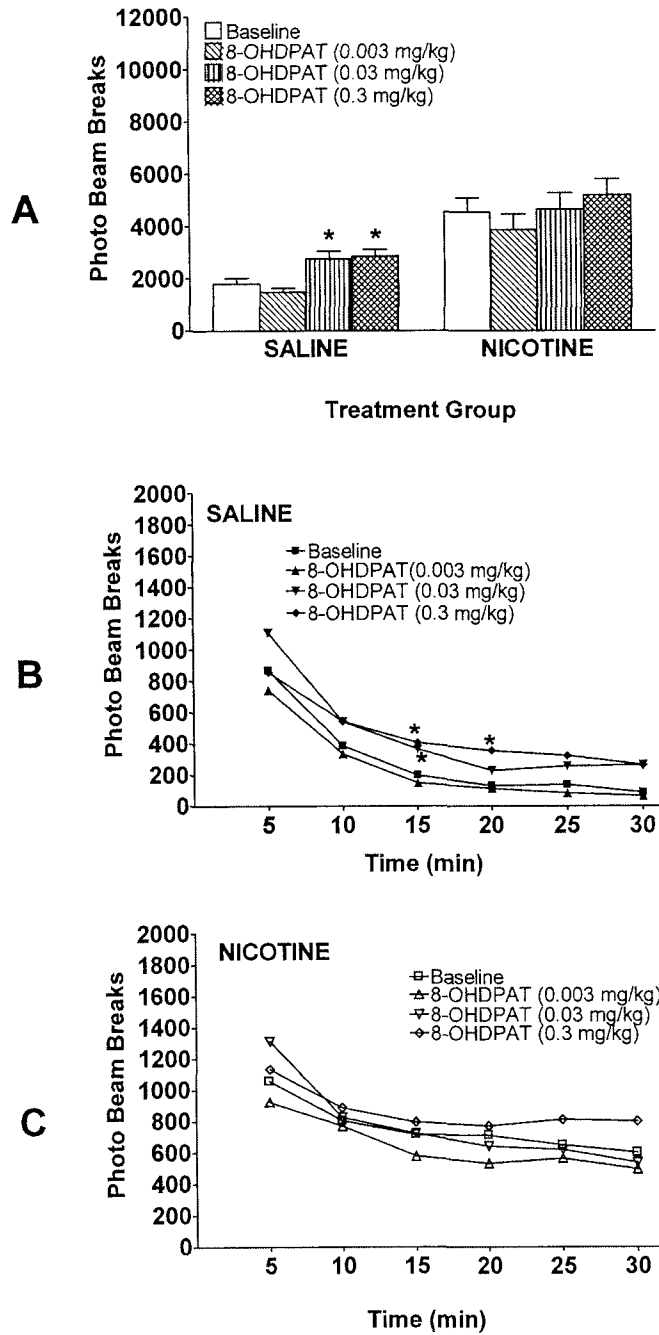 A
Photo Beam Breaks
12000
10000
8000
6000
4000
2000
0
Baseline
8-OHDPAT (0.003 mg/kg)
8-OHDPAT (0.03 mg/kg)
8-OHDPAT (0.3 mg/kg)
* *
SALINE NICOTINE
Treatment Group
B
Photo Beam Breaks
2000
1800
1600
1400
1200
1000
800
600
400
200
0
SALINE
Baseline
8-OHDPAT(0.003 mg/kg)
8-OHDPAT (0.03 mg/kg)
8-OHDPAT (0.3 mg/kg)
* *
*
5 10 15 20 25 30
Time (min)
C
Photo Beam Breaks
2000
1800
1600
1400
1200
1000
800
600
400
200
0
NICOTINE
Baseline
8-OHDPAT (0.003 mg/kg)
8-OHDPAT (0.03 mg/kg)
8-OHDPAT (0.3 mg/kg)
5 10 15 20 25 30
Time (min)